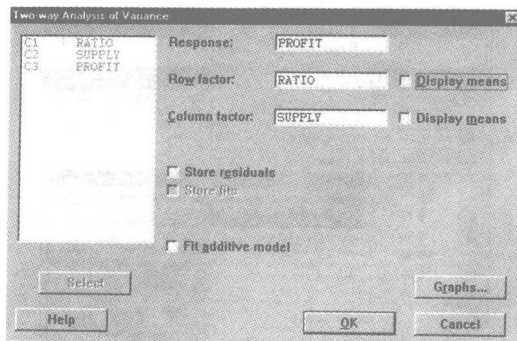 Two-way Analysis of Variance
C1 RATIO
C2 SUPPLY
C3 PROFIT
Response: PROFIT
Row factor: RATIO Display means
Column factor: SUPPLY Display means
Store residuals
Store fits
Fit additive model
Select
Graphs...
Help
OK
Cancel